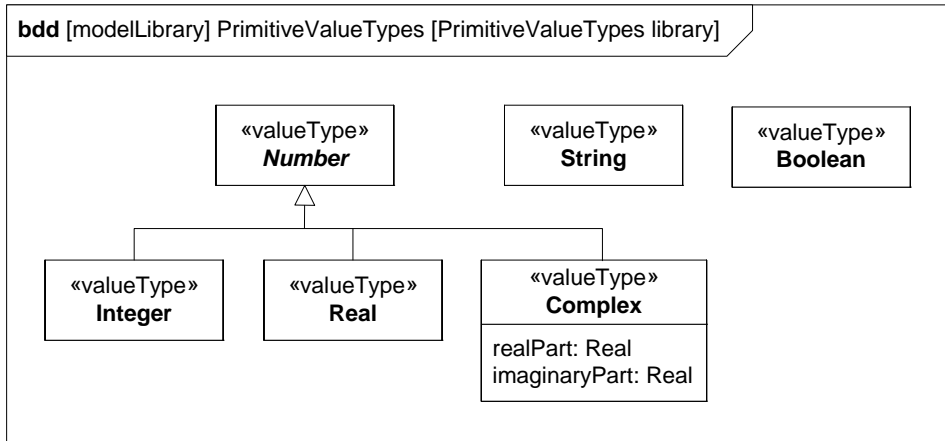 bdd [modelLibrary] PrimitiveValueTypes [PrimitiveValueTypes library]
«valueType»
Number
«valueType»
String
«valueType»
Boolean
«valueType»
Integer
«valueType»
Real
«valueType»
Complex
realPart: Real
imaginaryPart: Real